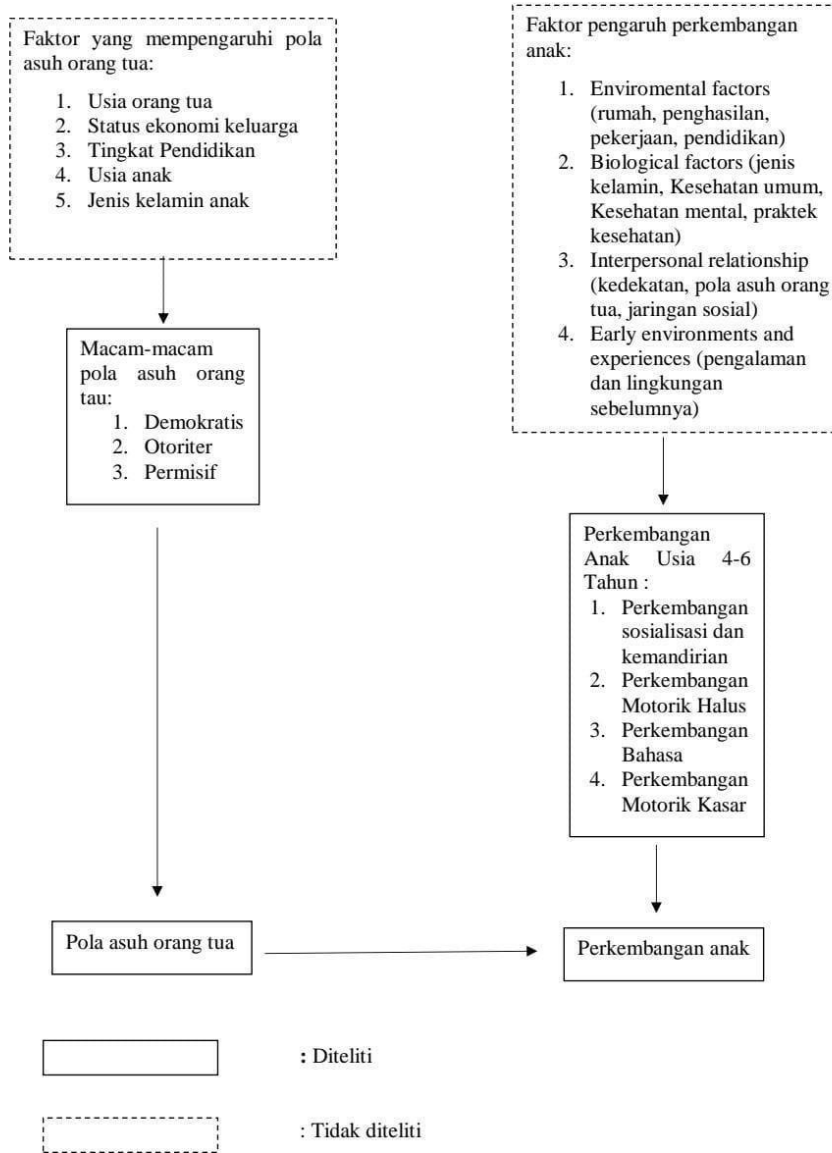 Faktor yang mempengaruhi pola
asuh orang tua:
1. Usia orang tua
2. Status ekonomi keluarga
3. Tingkat Pendidikan
4. Usia anak
5. Jenis kelamin anak
Macam-macam
pola asuh orang
tau:
1. Demokratis
2. Otoriter
3. Permisif
Pola asuh orang tua
Faktor pengaruh perkembangan
anak:
1. Enviromental factors
(rumah, penghasilan,
pekerjaan, pendidikan)
2. Biological factors (jenis
kelamin, Kesehatan umum,
Kesehatan mental, praktek
kesehatan)
3. Interpersonal relationship
(kedekatan, pola asuh orang
tua, jaringan sosial)
4. Early environments and
experiences (pengalaman
dan lingkungan
sebelumnya)
Perkembangan
Anak Usia 4-6
Tahun :
1. Perkembangan
sosialisasi dan
kemandirian
2. Perkembangan
Motorik Halus
3. Perkembangan
Bahasa
4. Perkembangan
Motorik Kasar
Perkembangan anak
: Diteliti
: Tidak diteliti